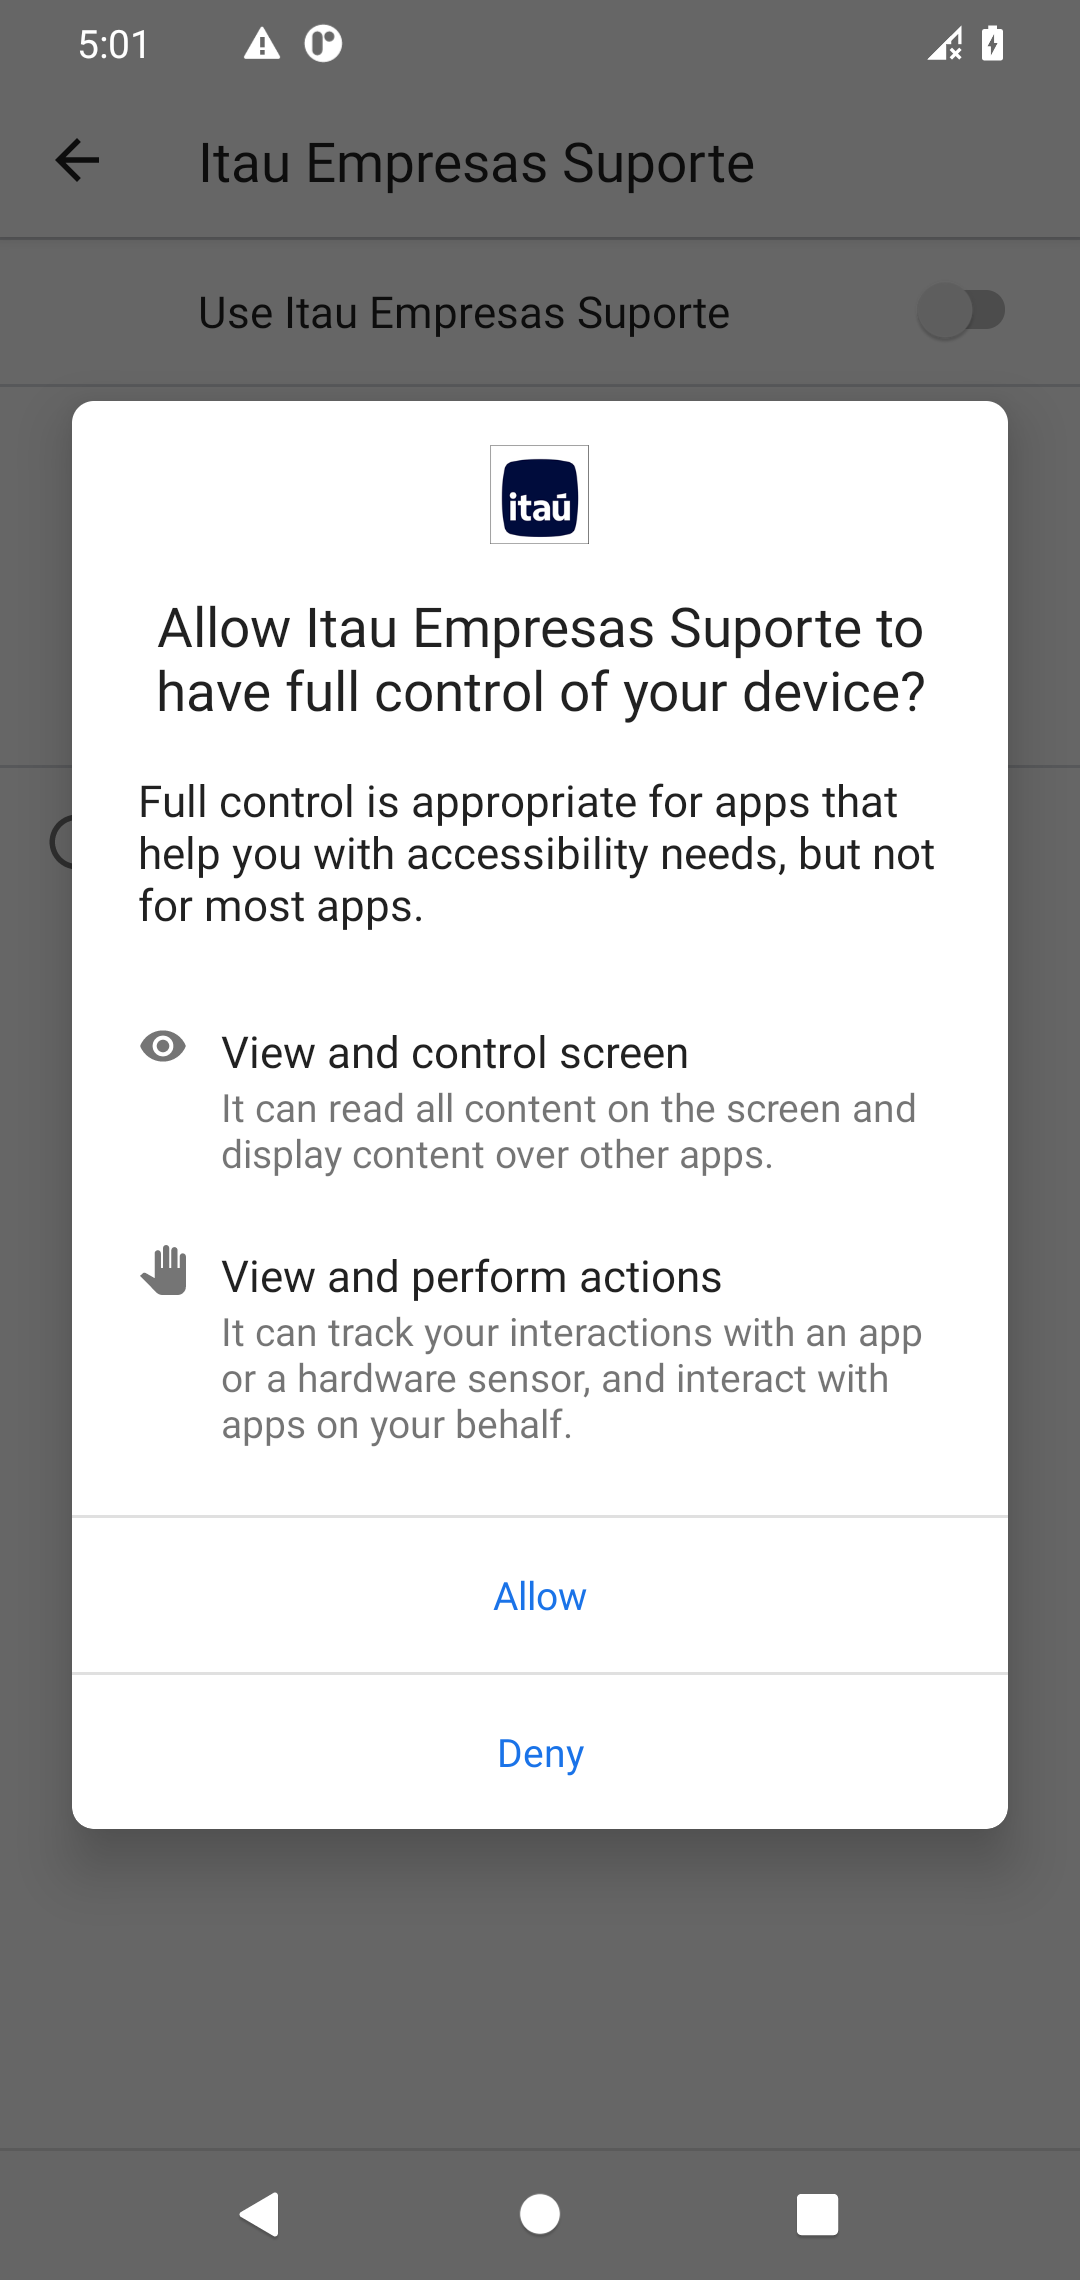 5:01
Itau Empresas Suporte
Use Itau Empresas Suporte
itaú
Allow Itau Empresas Suporte to
have full control of your device?
Full control is appropriate for apps that
help you with accessibility needs, but not
for most apps.
View and control screen
It can read all content on the screen and
display content over other apps.
View and perform actions
It can track your interactions with an app
or a hardware sensor, and interact with
apps on your behalf.
Allow
Deny